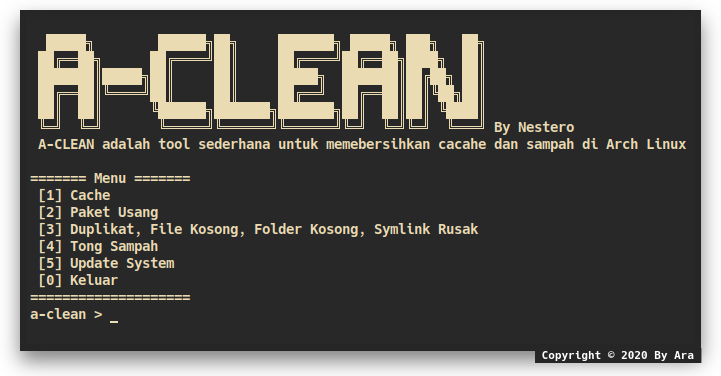 A-CLEAN
By Nestero
A-CLEAN adalah tool sederhana untuk memebersihkan cacahe dan sampah di Arch Linux
======= Menu =======
[1] Cache
[2] Paket Usang
[3] Duplikat, File Kosong, Folder Kosong, Symlink Rusak
[4] Tong Sampah
[5] Update System
[0] Keluar
====================
a-clean > _
Copyright © 2020 By Ara